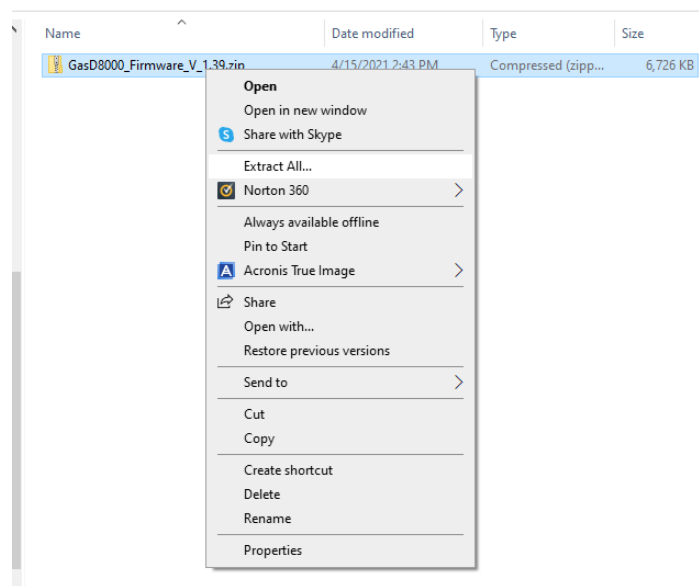 Name Date modified Type Size
GasD8000_Firmware_V_1.39.zip 4/15/2021 2:43 PM Compressed (zipp... 6,726 KB
Open
Open in new window
Share with Skype
Extract All...
Norton 360
Always available offline
Pin to Start
Acronis True Image
Share
Open with...
Restore previous versions
Send to
Cut
Copy
Create shortcut
Delete
Rename
Properties